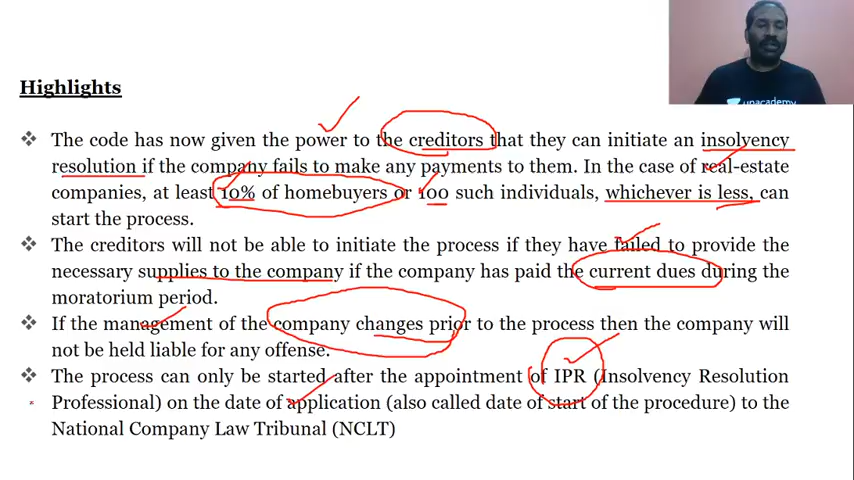 Highlights
❖ The code has now given the power to the creditors that they can initiate an insolvency
resolution if the company fails to make any payments to them. In the case of real-estate
companies, at least 10% of homebuyers or 100 such individuals, whichever is less, can
start the process.
❖ The creditors will not be able to initiate the process if they have failed to provide the
necessary supplies to the company if the company has paid the current dues during the
moratorium period.
❖ If the management of the company changes prior to the process then the company will
not be held liable for any offense.
❖ The process can only be started after the appointment of IPR (Insolvency Resolution
Professional) on the date of application (also called date of start of the procedure) to the
National Company Law Tribunal (NCLT)
unacademy